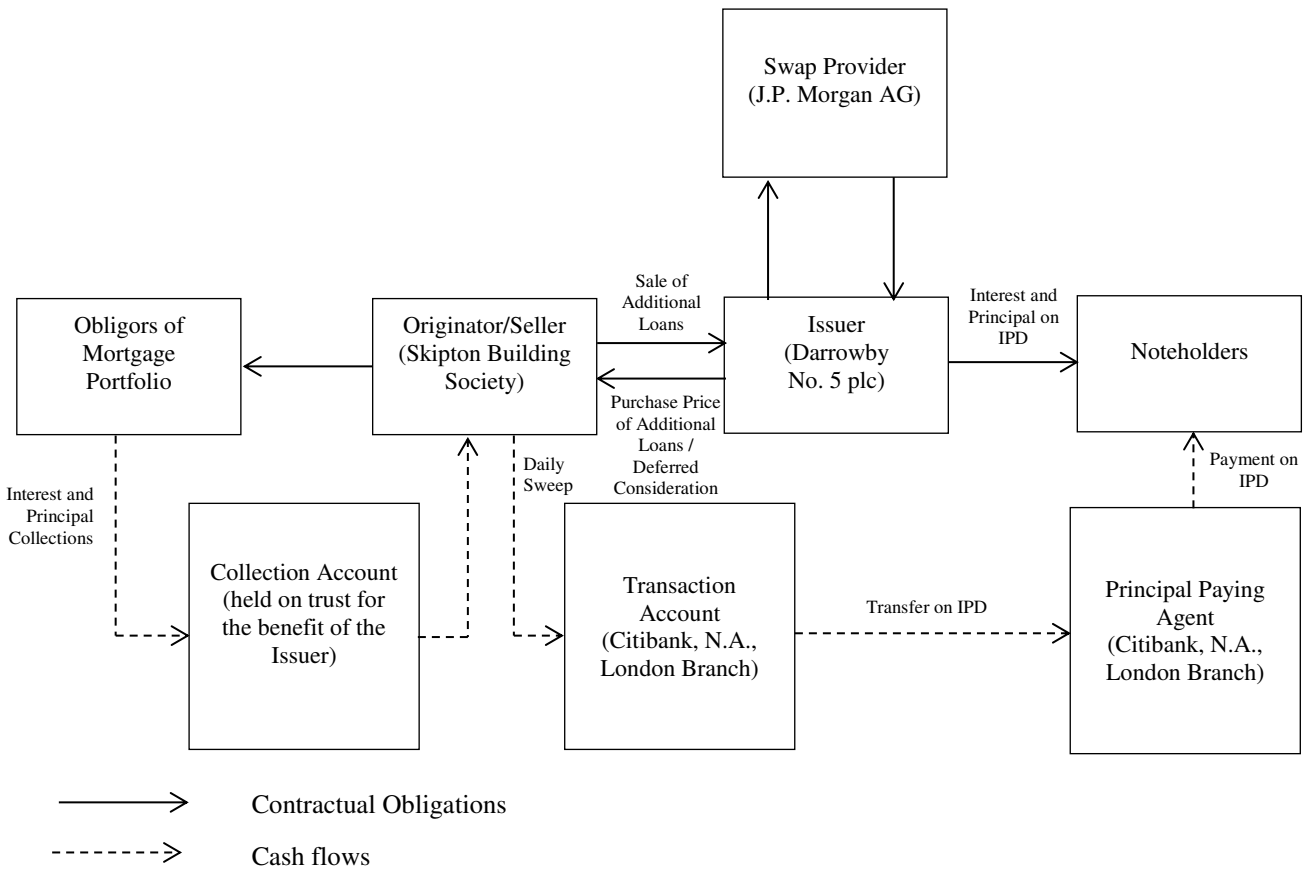 Swap Provider
(J.P. Morgan AG)
Sale of
Additional
Loans
Interest and
Principal on
IPD
Obligors of
Mortgage
Portfolio
Originator/Seller
(Skipton Building
Society)
Issuer
(Darrowby
No. 5 plc)
Noteholders
Purchase Price
of Additional
Loans /
Deferred
Consideration
Daily
Sweep
Payment on
IPD
Interest and
Principal
Collections
Collection Account
(held on trust for
the benefit of the
Issuer)
Transaction
Account
(Citibank, N.A.,
London Branch)
Transfer on IPD
Principal Paying
Agent
(Citibank, N.A.,
London Branch)
Contractual Obligations
Cash flows